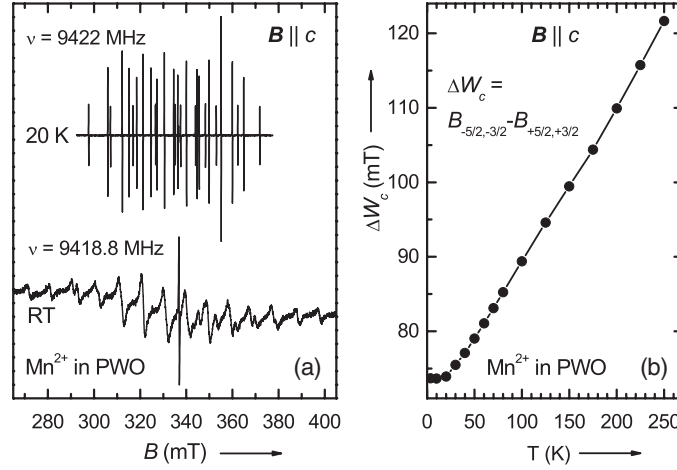 ν = 9422 MHz
B || c
20 K
ν = 9418.8 MHz
RT
Mn2+ in PWO
(a)
280 300 320 340 360 380 400
B (mT)
B || c
ΔWc =
B-5/2,-3/2-B+5/2,+3/2
120
110
100
90
80
ΔWc (mT)
Mn2+ in PWO
(b)
0 50 100 150 200 250
T (K)